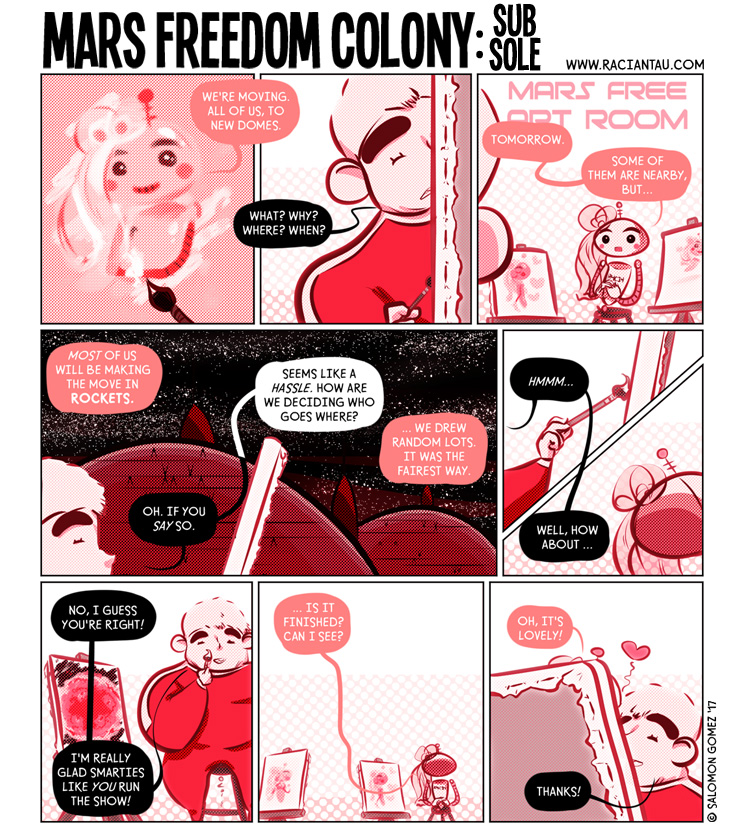 MARS FREEDOM COLONY:
SUB
SOLE
WWW.RACIANTAU.COM
WE'RE MOVING.
ALL OF US, TO
NEW DOMES.
WHAT? WHY?
WHERE? WHEN?
MARS FREE
ART ROOM
TOMORROW.
SOME OF
THEM ARE NEARBY,
BUT...
MOST OF US
WILL BE MAKING
THE MOVE IN
ROCKETS.
SEEMS LIKE A
HASSLE. HOW ARE
WE DECIDING WHO
GOES WHERE?
... WE DREW
RANDOM LOTS.
IT WAS THE
FAIREST WAY.
OH. IF YOU
SAY SO.
HMMM...
WELL, HOW
ABOUT ...
NO, I GUESS
YOU'RE RIGHT!
I'M REALLY
GLAD SMARTIES
LIKE YOU RUN
THE SHOW!
... IS IT
FINISHED?
CAN I SEE?
OH, IT'S
LOVELY!
THANKS!
© SALOMON GOMEZ '17